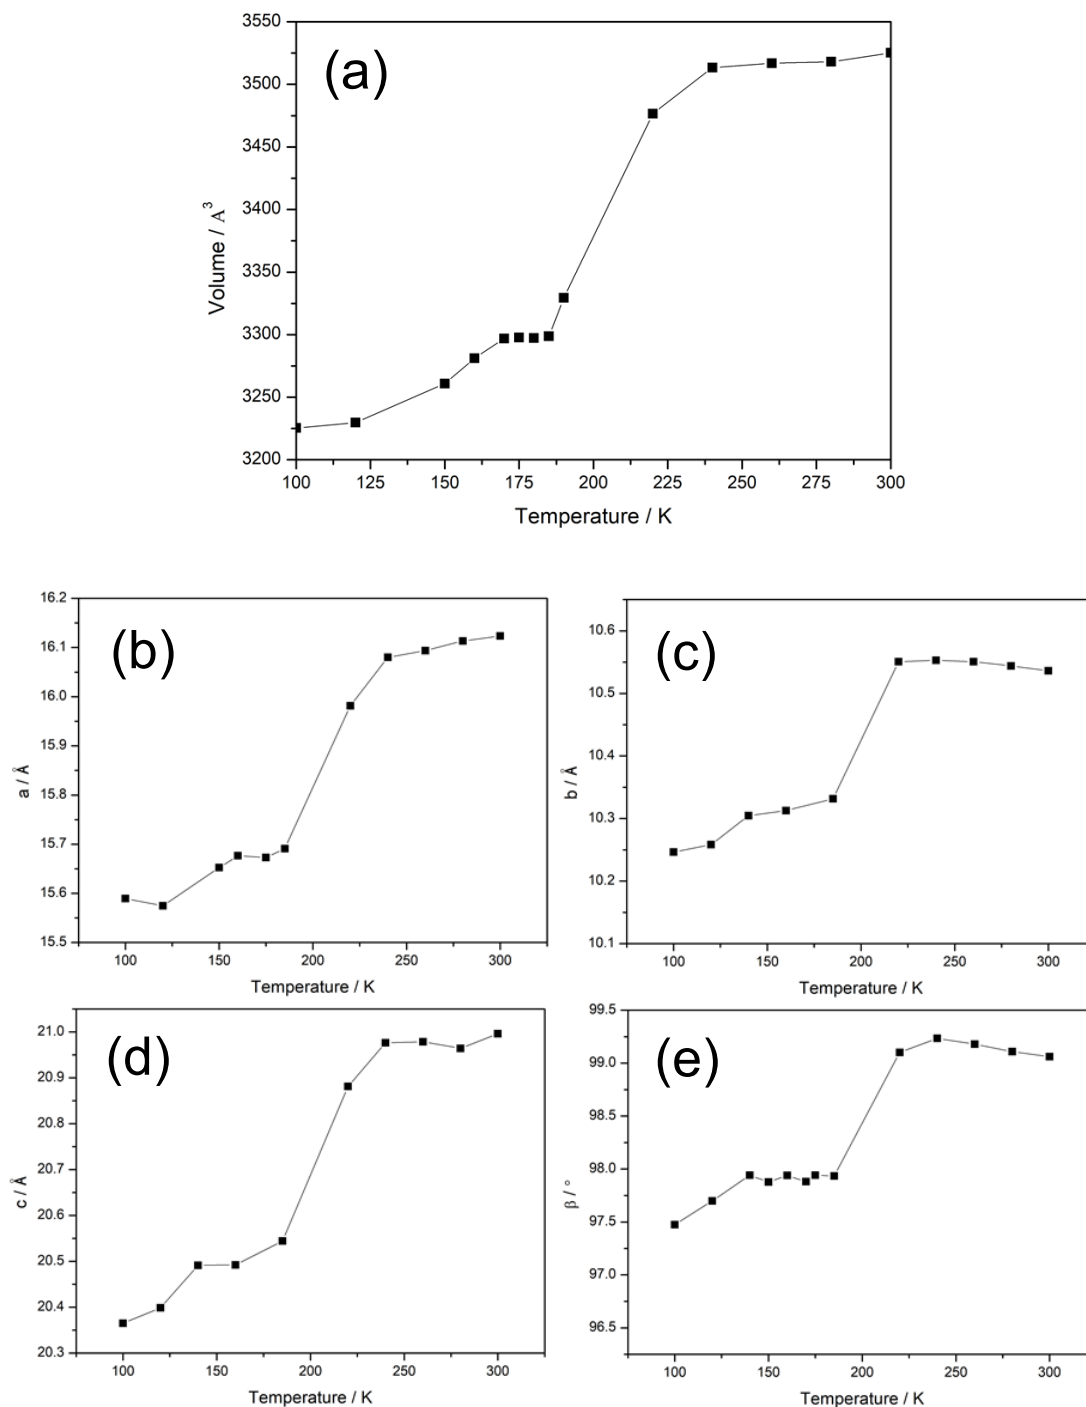 (a)
3550
3500
3450
3400
3350
3300
3250
3200
Volume / Å³
100 125 150 175 200 225 250 275 300
Temperature / K
(b)
16.2
16.1
16.0
15.9
15.8
15.7
15.6
15.5
a / Å
100 150 200 250 300
Temperature / K
(c)
10.6
10.5
10.4
10.3
10.2
10.1
b / Å
100 150 200 250 300
Temperature / K
(d)
21.0
20.9
20.8
20.7
20.6
20.5
20.4
20.3
c / Å
100 150 200 250 300
Temperature / K
(e)
99.5
99.0
98.5
98.0
97.5
97.0
96.5
β / °
100 150 200 250 300
Temperature / K